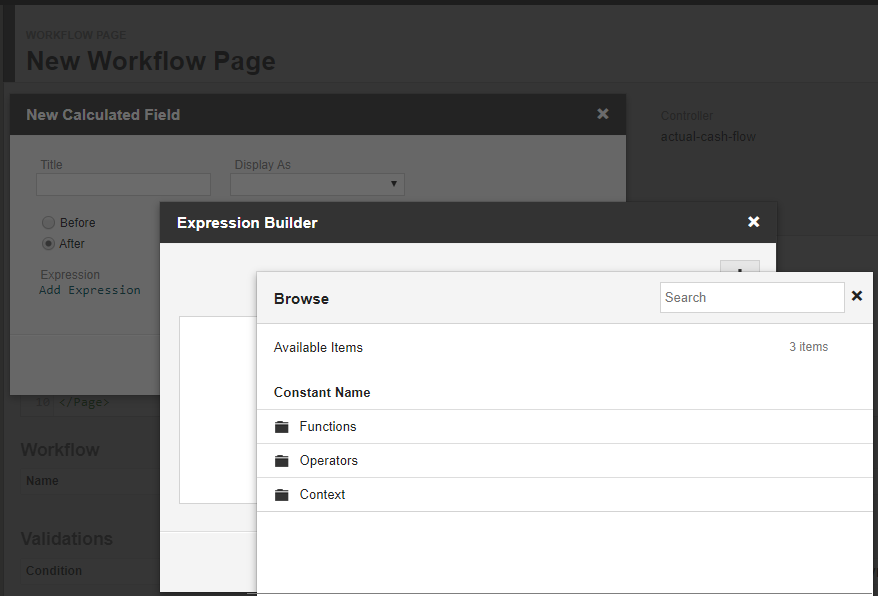 WORKFLOW PAGE
New Workflow Page
New Calculated Field
Controller
actual-cash-flow
Title
Display As
Before
After
Expression
Add Expression
Expression Builder
Browse
Search
Available Items
3 items
Constant Name
Functions
Operators
Context
10 </Page>
Workflow
Name
Validations
Condition